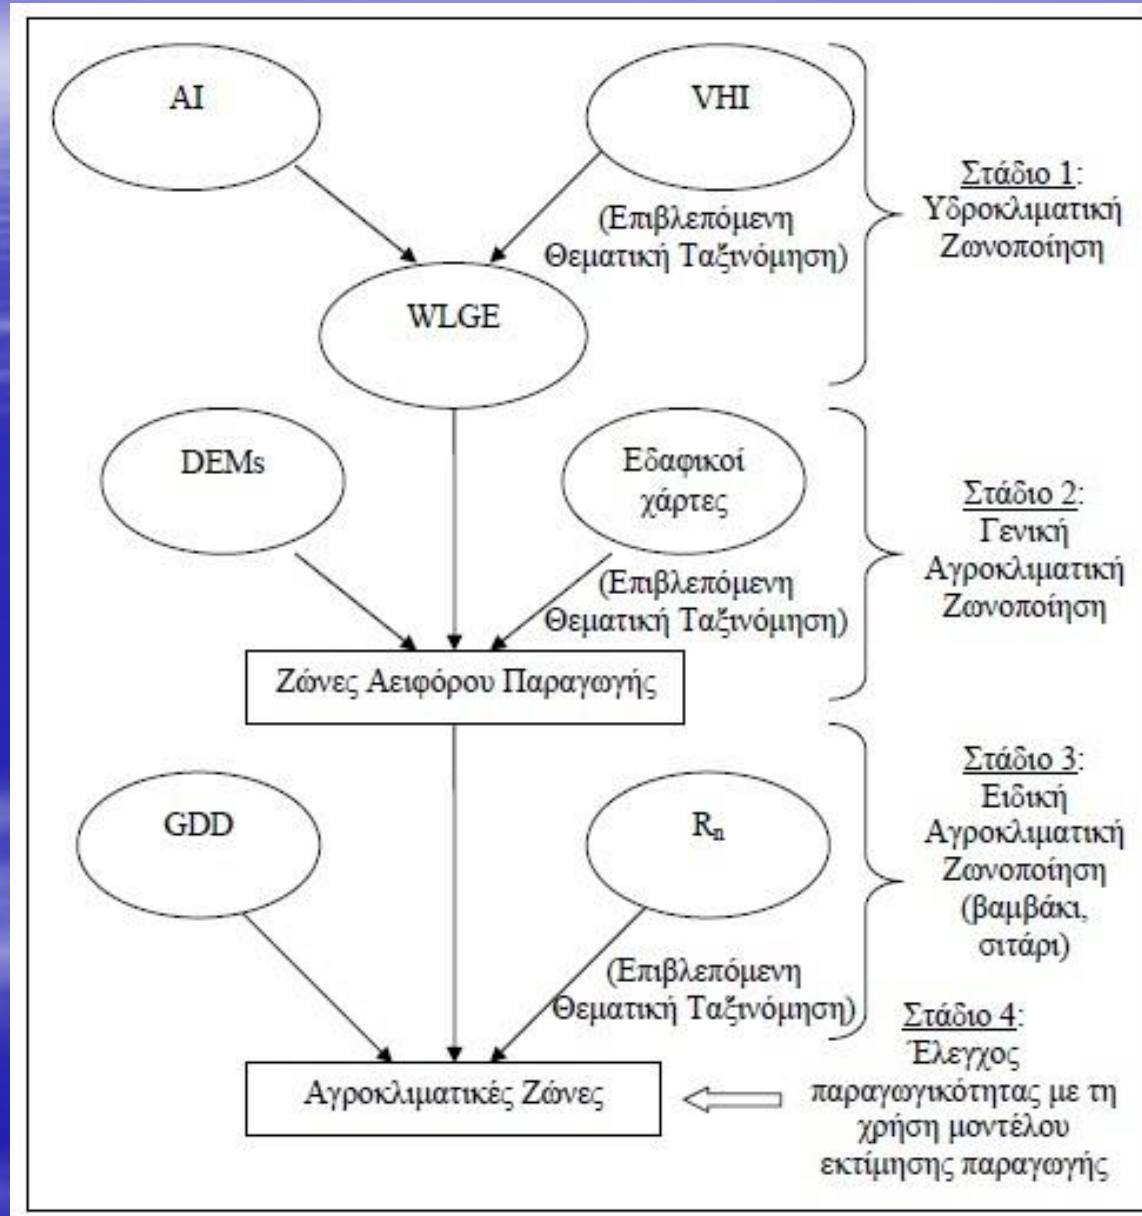 AI
VHI
(Επιβλεπόμενη
Θεματική Ταξινόμηση)
Στάδιο 1:
Υδροκλιματική
Ζωνοποίηση
WLGE
DEMs
Εδαφικοί
χάρτες
(Επιβλεπόμενη
Θεματική Ταξινόμηση)
Στάδιο 2:
Γενική
Αγροκλιματική
Ζωνοποίηση
Ζώνες Αειφόρου Παραγωγής
GDD
Rₙ
(Επιβλεπόμενη
Θεματική Ταξινόμηση)
Στάδιο 3:
Ειδική
Αγροκλιματική
Ζωνοποίηση
(βαμβάκι,
σιτάρι)
Αγροκλιματικές Ζώνες
Στάδιο 4:
Έλεγχος
παραγωγικότητας με τη
χρήση μοντέλου
εκτίμησης παραγωγής